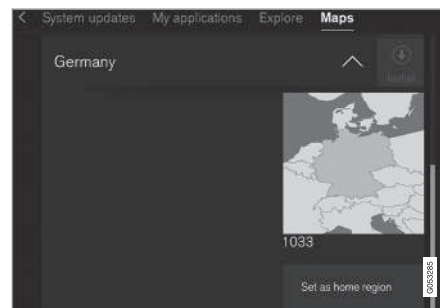 System updates My applications Explore Maps
Germany
Install
1033
Set as home region
G053285